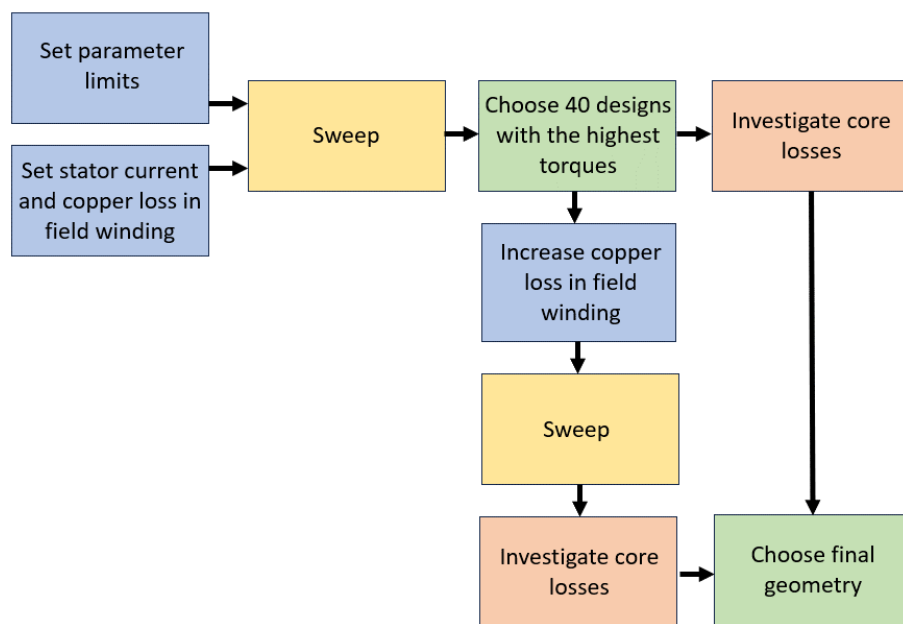 Set parameter
limits
Set stator current
and copper loss in
field winding
Sweep
Choose 40 designs
with the highest
torques
Investigate core
losses
Increase copper
loss in field
winding
Sweep
Investigate core
losses
Choose final
geometry